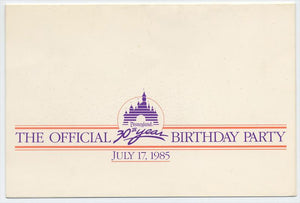 Disneyland
THE OFFICIAL 30th year BIRTHDAY PARTY
JULY 17, 1985